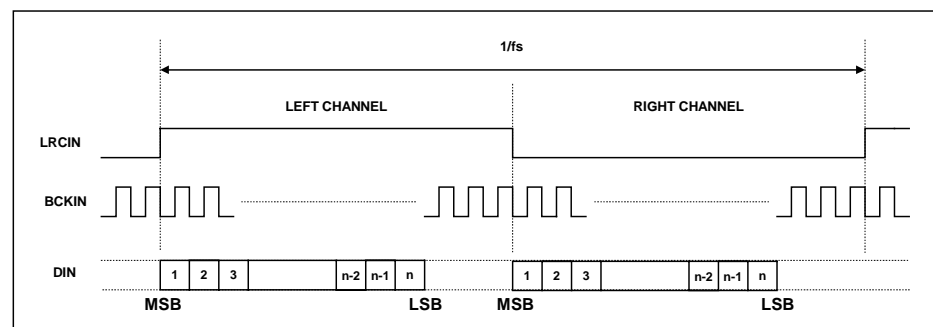 1/fs
LEFT CHANNEL RIGHT CHANNEL
LRCIN
BCKIN
DIN 1 2 3 n-2 n-1 n 1 2 3 n-2 n-1 n
MSB LSB MSB LSB